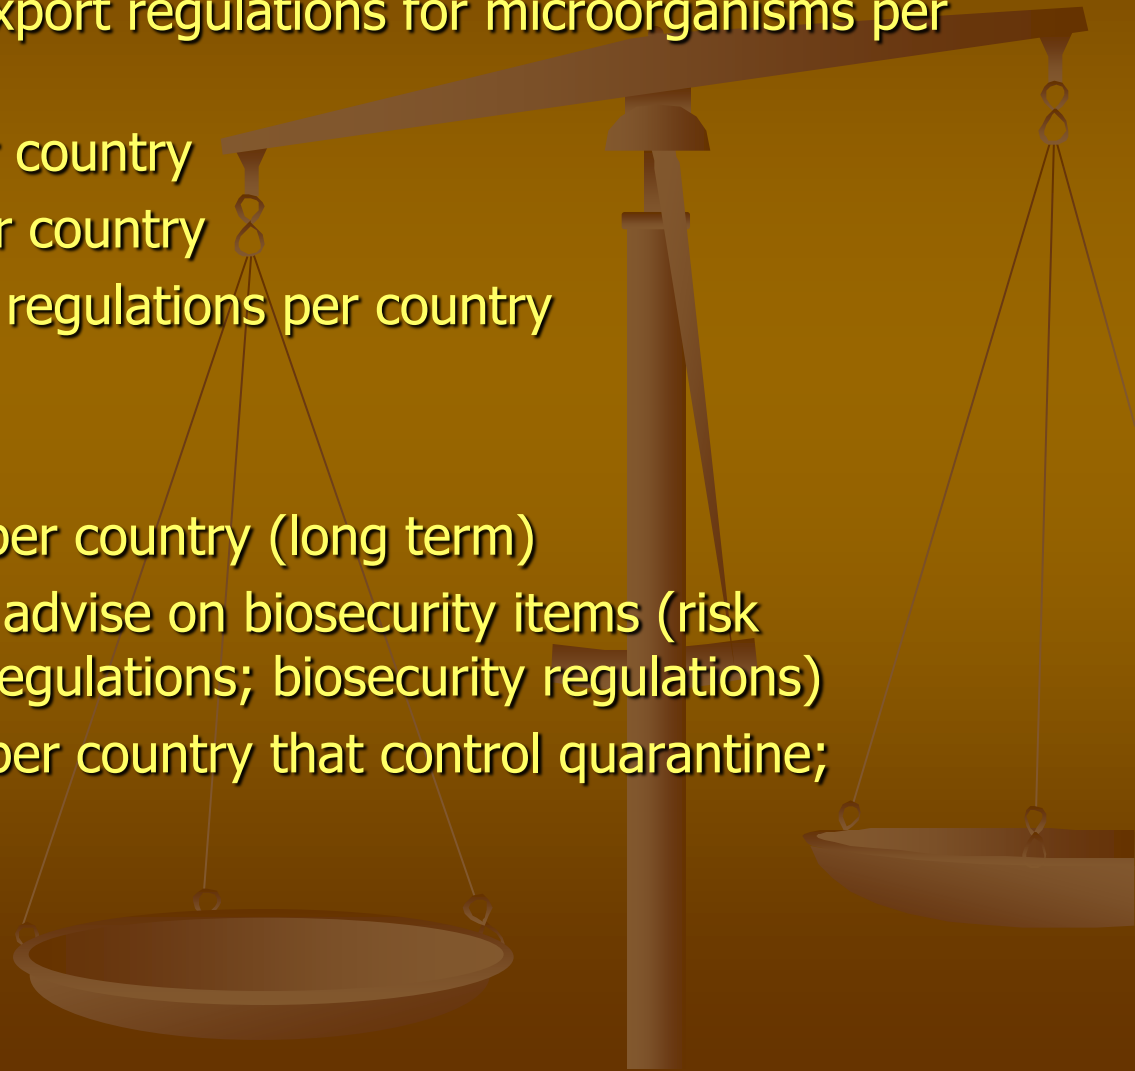 xport regulations for microorganisms per
country
r country
regulations per country
per country (long term)
advise on biosecurity items (risk
egulations; biosecurity regulations)
per country that control quarantine;